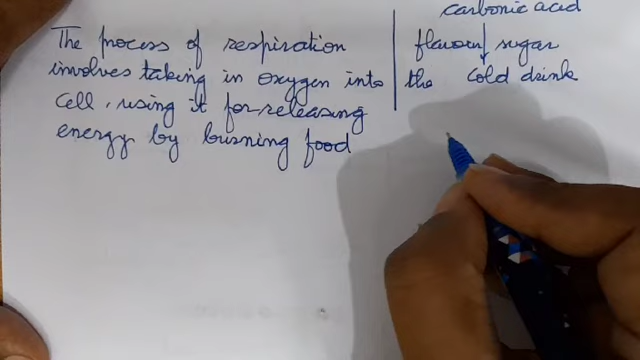 The process of respiration
involves taking in oxygen into the
cell, using it for releasing
energy by burning food
carbonic acid
flavour sugar
cold drink